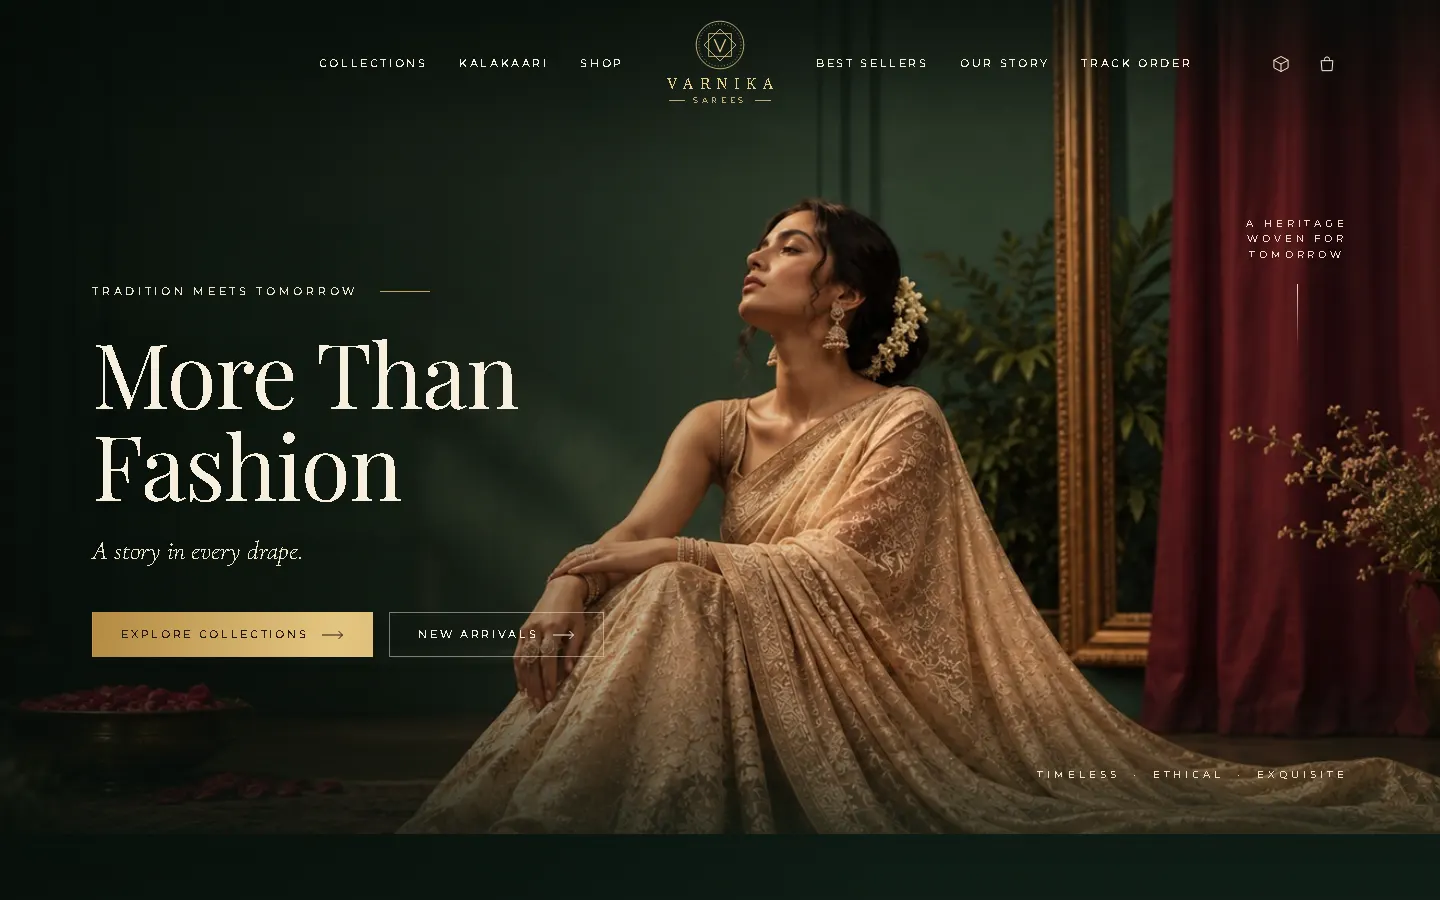 COLLECTIONS KALAKAARI SHOP
V
VARNIKA
SAREES
BEST SELLERS OUR STORY TRACK ORDER
A HERITAGE
WOVEN FOR
TOMORROW
TRADITION MEETS TOMORROW
More Than
Fashion
A story in every drape.
EXPLORE COLLECTIONS
NEW ARRIVALS
TIMELESS · ETHICAL · EXQUISITE